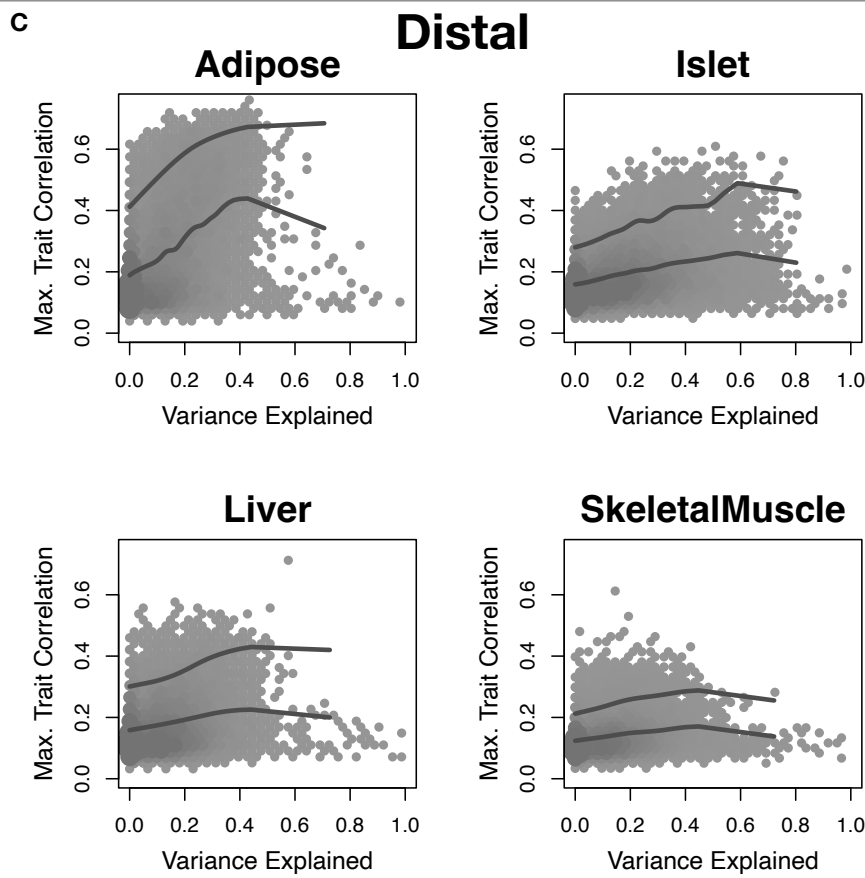 C
Distal
Adipose
Max. Trait Correlation
0.0 0.2 0.4 0.6
0.0 0.2 0.4 0.6 0.8 1.0
Variance Explained
Islet
Max. Trait Correlation
0.0 0.2 0.4 0.6
0.0 0.2 0.4 0.6 0.8 1.0
Variance Explained
Liver
Max. Trait Correlation
0.0 0.2 0.4 0.6
0.0 0.2 0.4 0.6 0.8 1.0
Variance Explained
SkeletalMuscle
Max. Trait Correlation
0.0 0.2 0.4 0.6
0.0 0.2 0.4 0.6 0.8 1.0
Variance Explained